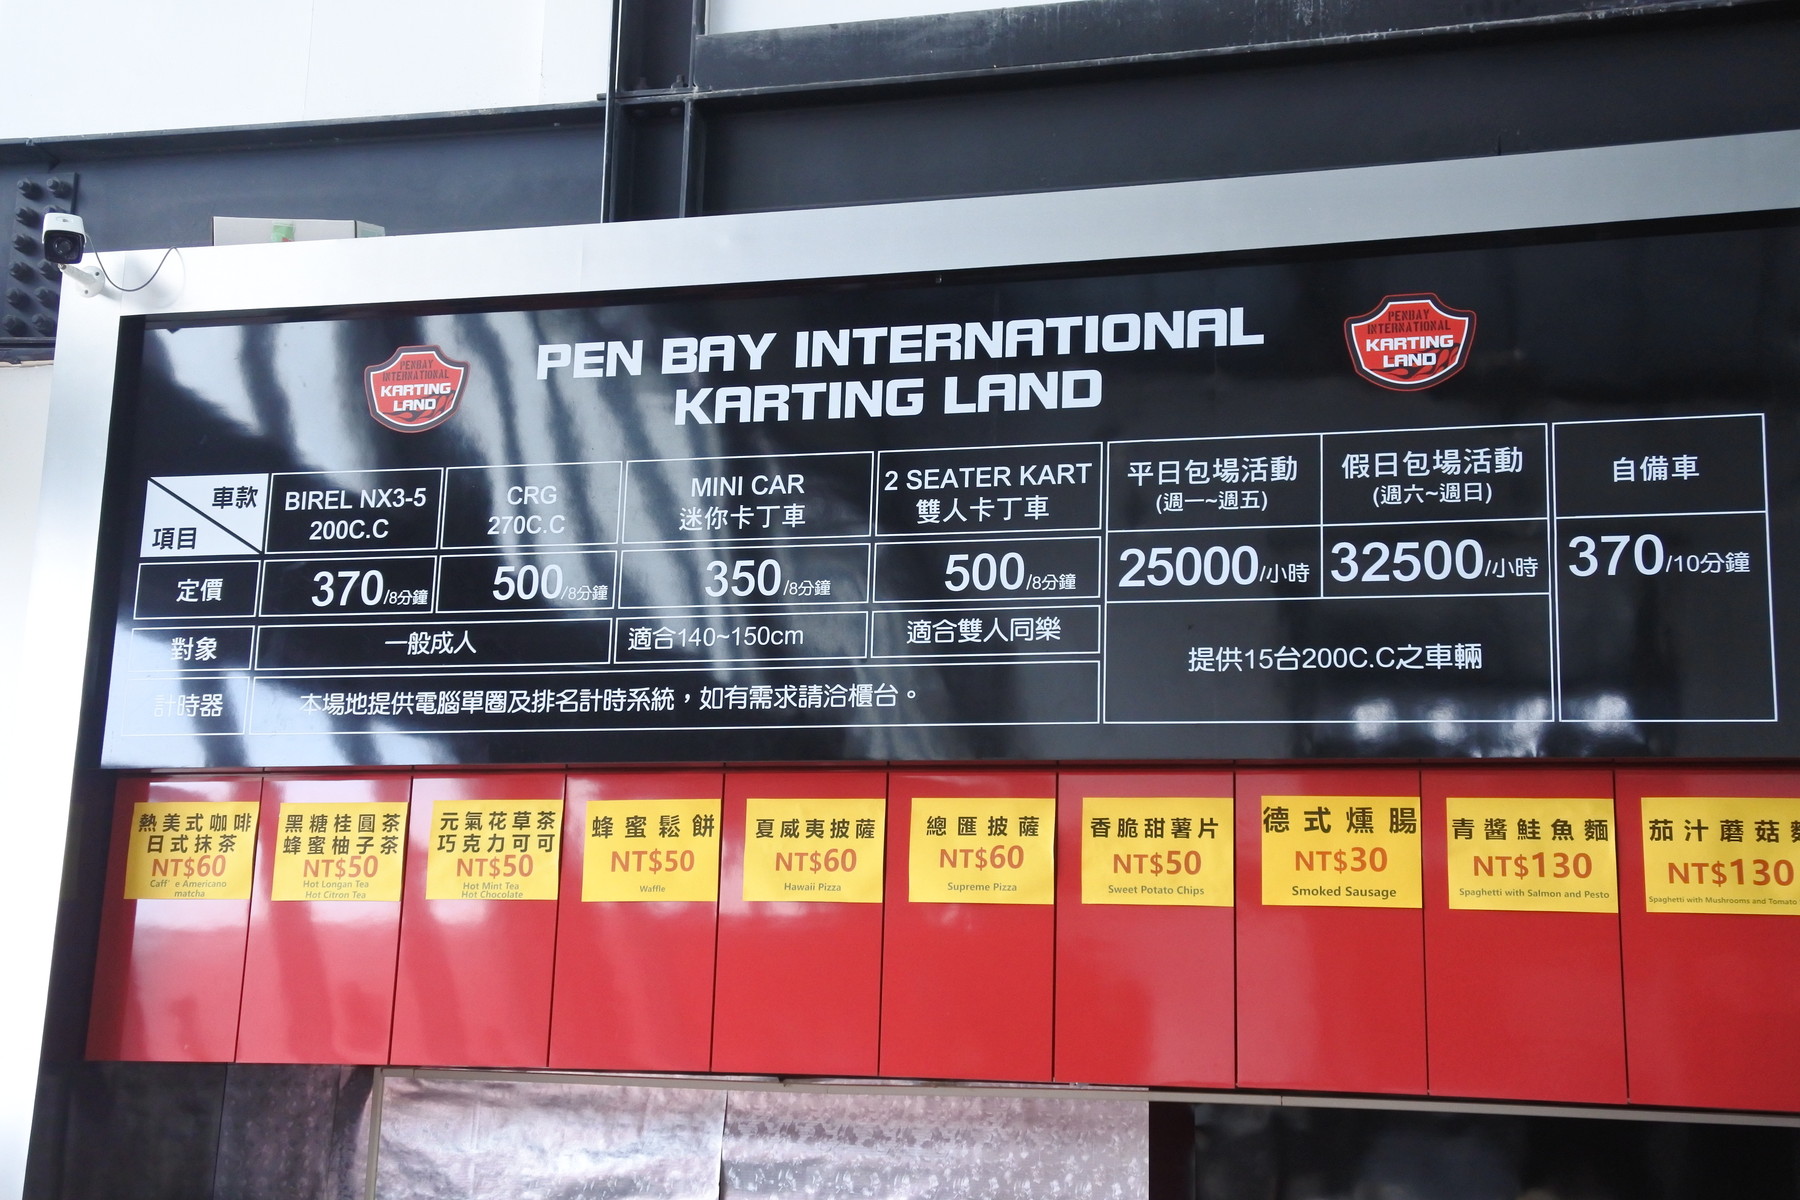 PEN BAY INTERNATIONAL
KARTING LAND
PENBAY
INTERNATIONAL
KARTING
LAND
PENBAY
INTERNATIONAL
KARTING
LAND
車款
項目
BIREL NX3-5
200C.C
CRG
270C.C
MINI CAR
迷你卡丁車
2 SEATER KART
雙人卡丁車
平日包場活動
(週一~週五)
假日包場活動
(週六~週日)
自備車
定價
370/8分鐘
500/8分鐘
350/8分鐘
500/8分鐘
25000/小時
32500/小時
370/10分鐘
對象
一般成人
適合140~150cm
適合雙人同樂
提供15台200C.C之車輛
計時器
本場地提供電腦單圈及排名計時系統，如有需求請洽櫃台。
熱美式咖啡
日式抹茶
NT$60
Caff' e Americano
matcha
黑糖桂圓茶
蜂蜜柚子茶
NT$50
Hot Longan Tea
Hot Citron Tea
元氣花草茶
巧克力可可
NT$50
Hot Mint Tea
Hot Chocolate
蜂蜜鬆餅
NT$50
Waffle
夏威夷披薩
NT$60
Hawaii Pizza
總匯披薩
NT$60
Supreme Pizza
香脆甜薯片
NT$50
Sweet Potato Chips
德式燻腸
NT$30
Smoked Sausage
青醬鮭魚麵
NT$130
Spaghetti with Salmon and Pesto
茄汁蘑菇
NT$130
Spaghetti with Mushrooms and Tomato